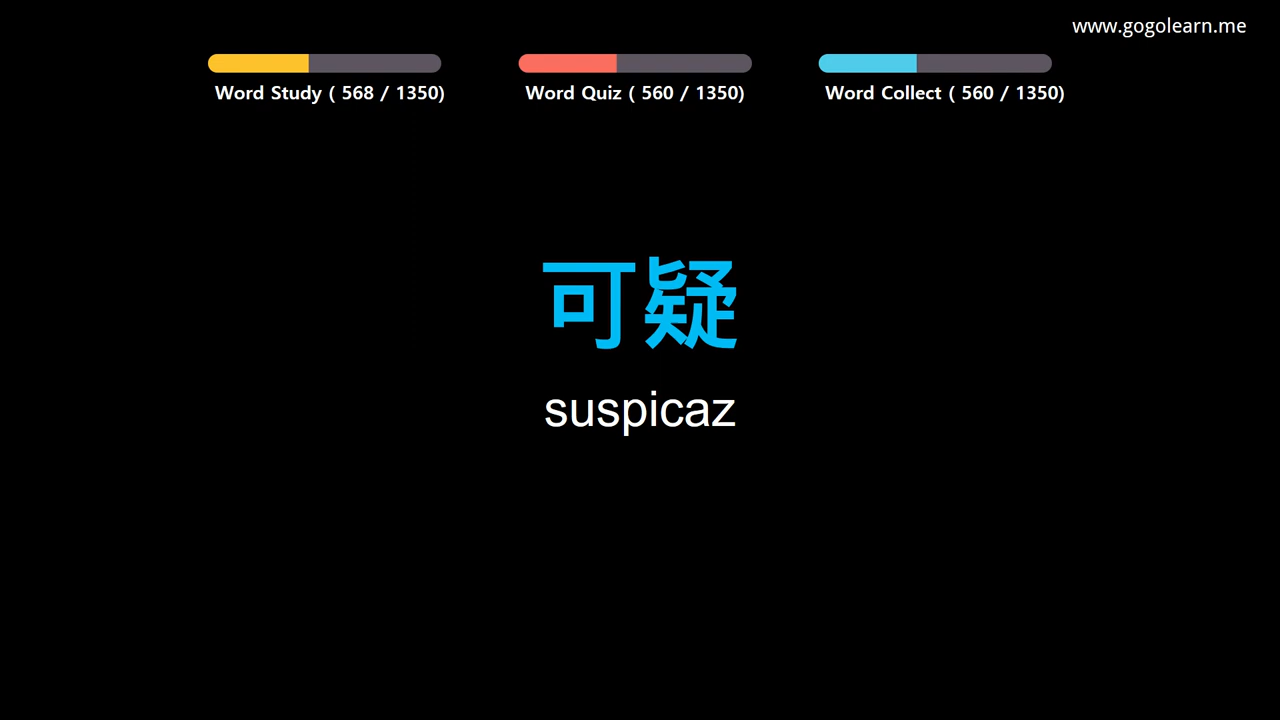 www.gogolearn.me
Word Study ( 568 / 1350)
Word Quiz ( 560 / 1350)
Word Collect ( 560 / 1350)
可疑
suspicaz